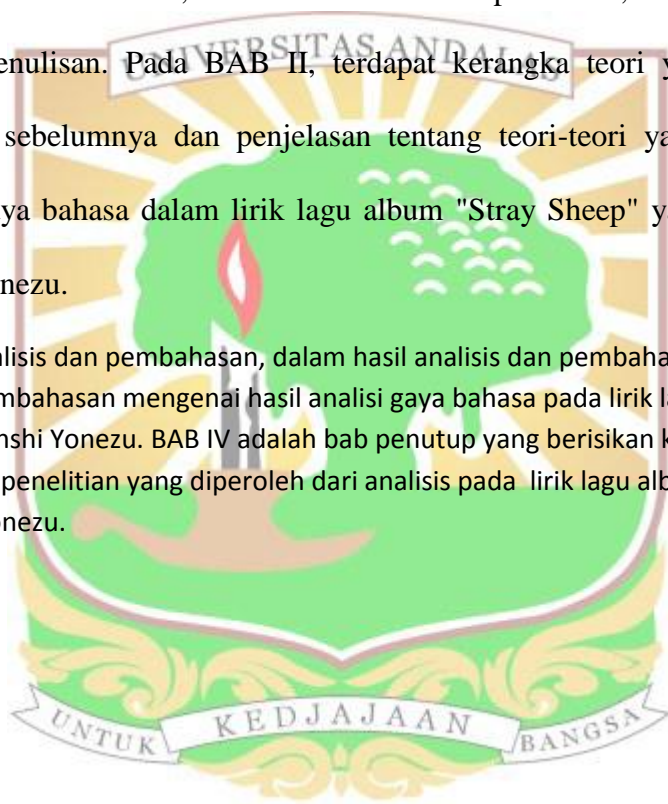 UNIVERSITAS ANDALAS
enulisan. Pada BAB II, terdapat kerangka teori y
sebelumnya dan penjelasan tentang teori-teori ya
ya bahasa dalam lirik lagu album "Stray Sheep" y
nezu.
alisis dan pembahasan, dalam hasil analisis dan pembaha
mbahasan mengenai hasil analisi gaya bahasa pada lirik la
nshi Yonezu. BAB IV adalah bab penutup yang berisikan k
penelitian yang diperoleh dari analisis pada lirik lagu alb
onezu.
UNTUK KEDJAJAAN BANGSA